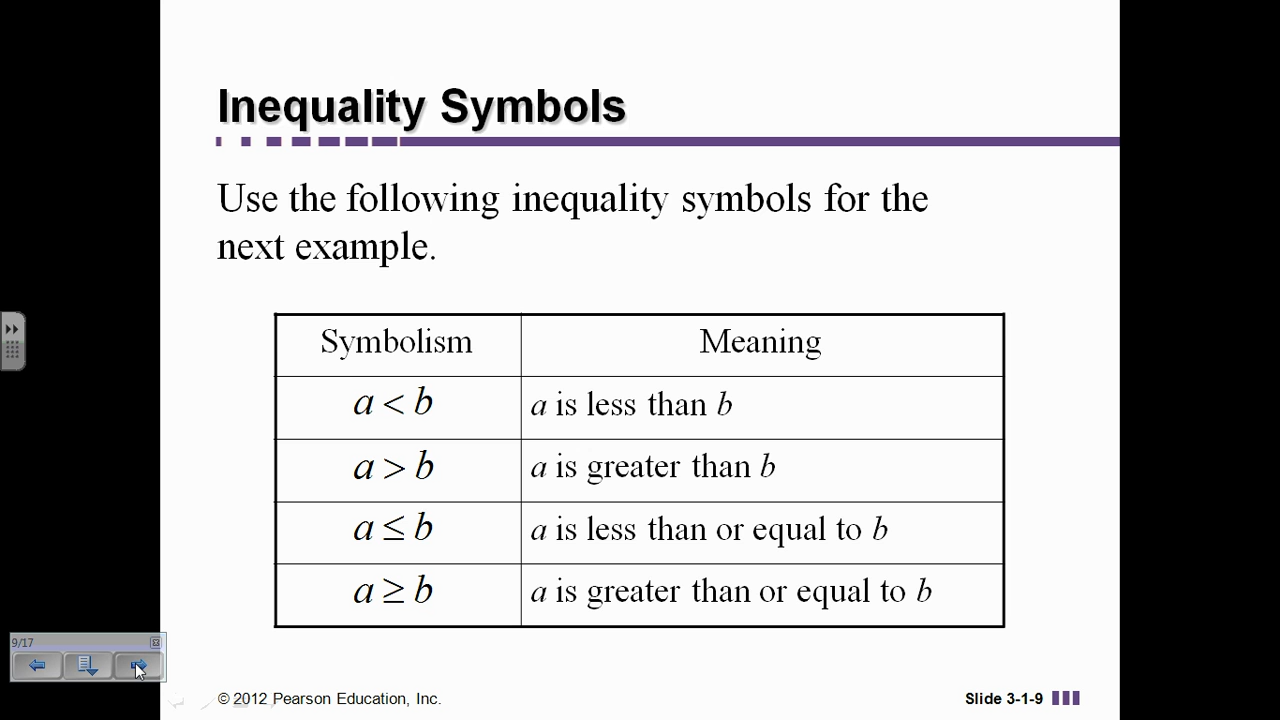 Inequality Symbols
Use the following inequality symbols for the
next example.
Symbolism Meaning
a < b a is less than b
a > b a is greater than b
a ≤ b a is less than or equal to b
a ≥ b a is greater than or equal to b
9/17
© 2012 Pearson Education, Inc. Slide 3-1-9